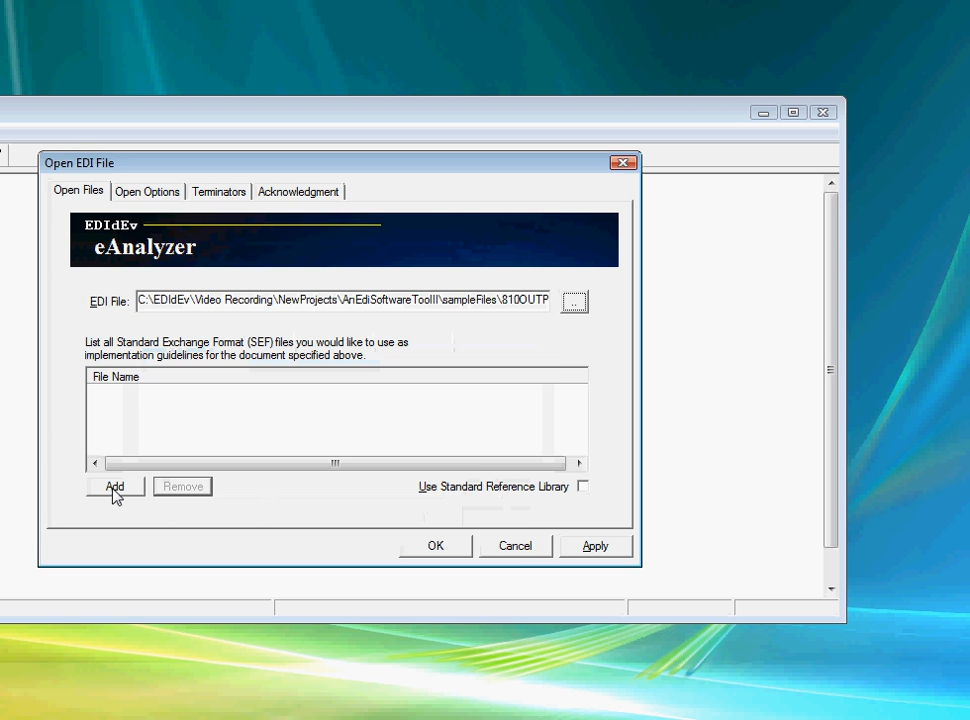 Open EDI File
Open Files
Open Options
Terminators
Acknowledgment
EDIdEv
eAnalyzer
EDI File:
C:\EDIdEv\Video Recording\NewProjects\AnEdiSoftwareToolII\sampleFiles\810OUTP
..
List all Standard Exchange Format (SEF) files you would like to use as
implementation guidelines for the document specified above.
File Name
Add
Remove
Use Standard Reference Library
OK
Cancel
Apply